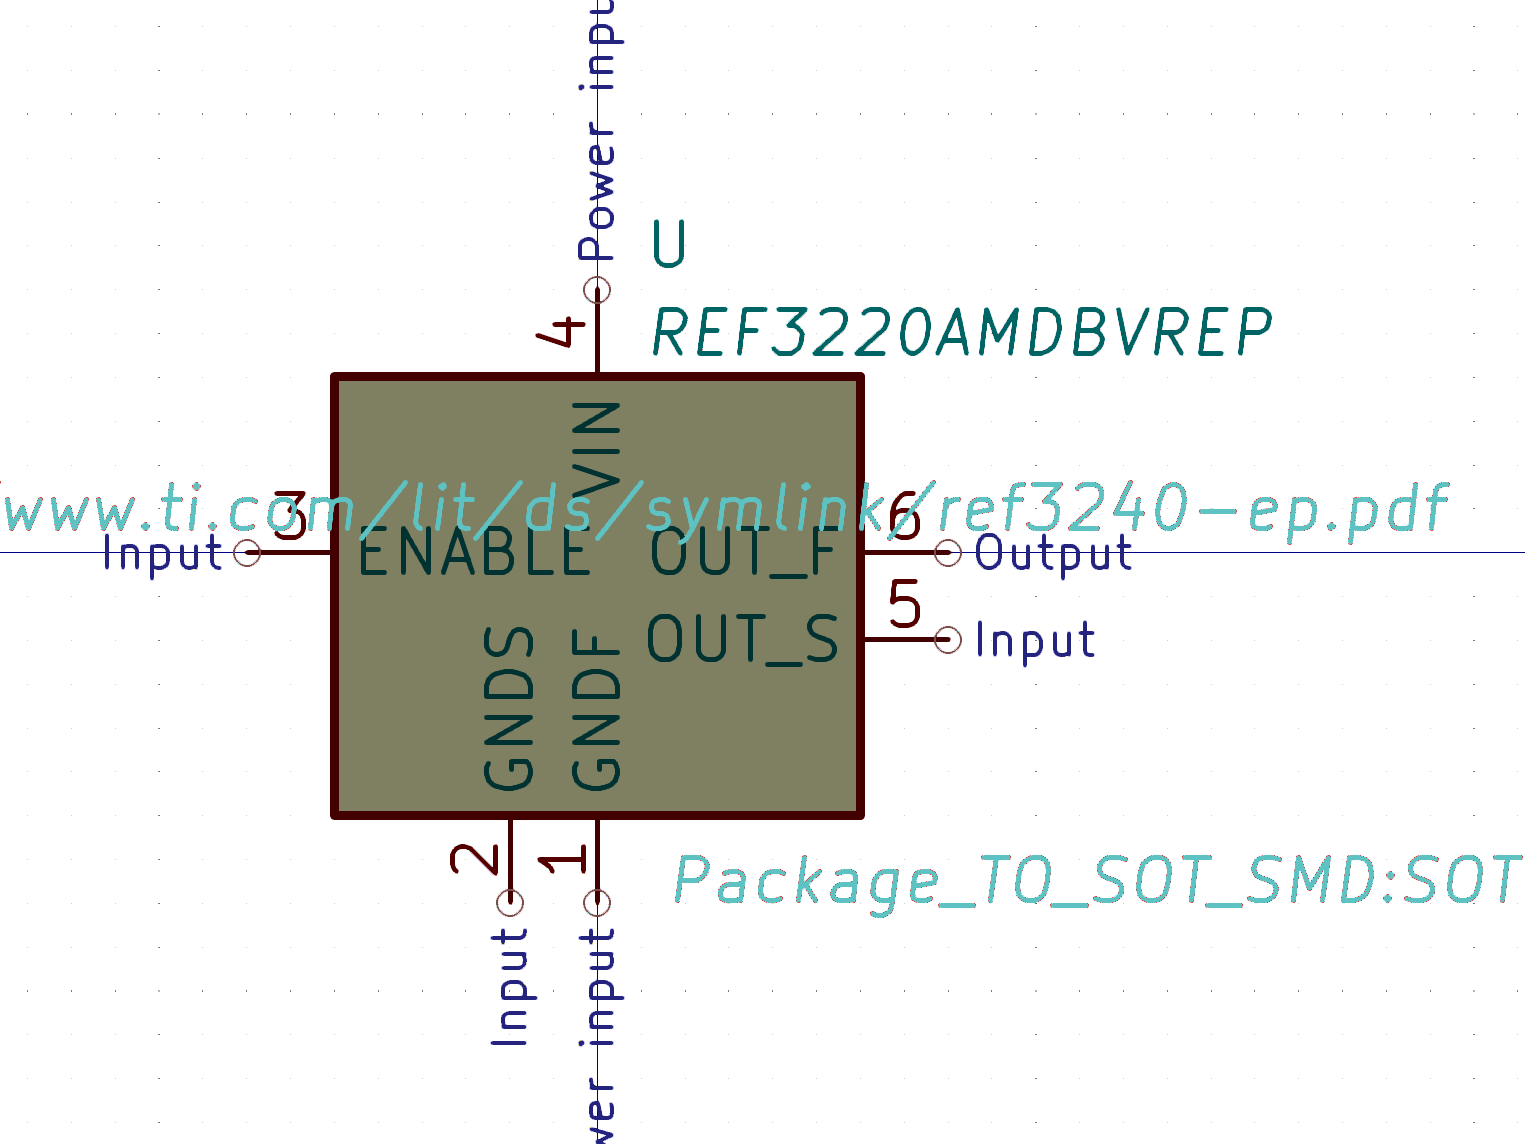 Power inpu
U
4
REF3220AMDBVREP
VIN
www.ti.com/lit/ds/symlink/ref3240-ep.pdf
3
6
Input
ENABLE
OUT_F
Output
5
OUT_S
Input
GNDS
GNDF
2
1
Package_TO_SOT_SMD:SOT
Input
wer input